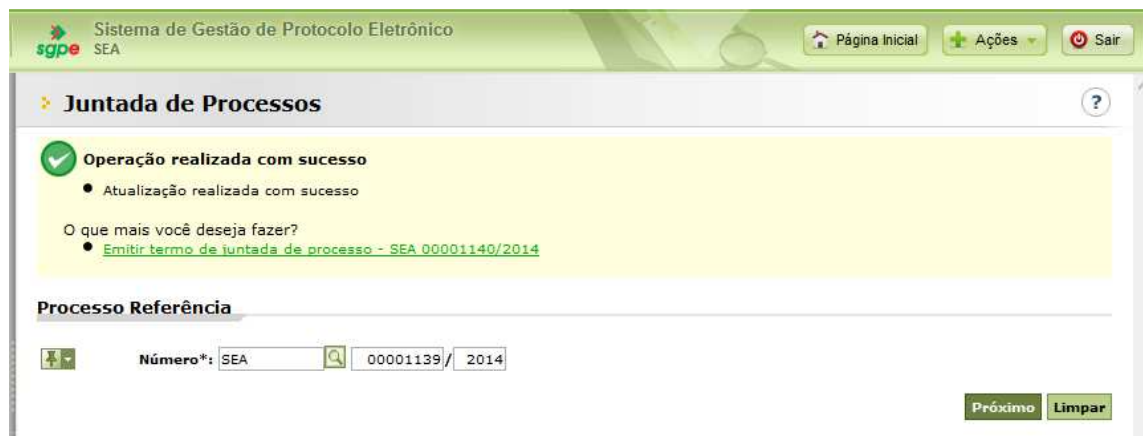 Sistema de Gestão de Protocolo Eletrônico
sgpe SEA
Página Inicial Ações Sair
Juntada de Processos ?
Operação realizada com sucesso
Atualização realizada com sucesso
O que mais você deseja fazer?
Emitir termo de juntada de processo - SEA 00001140/2014
Processo Referência
Número*: SEA 00001139/ 2014
Próximo Limpar